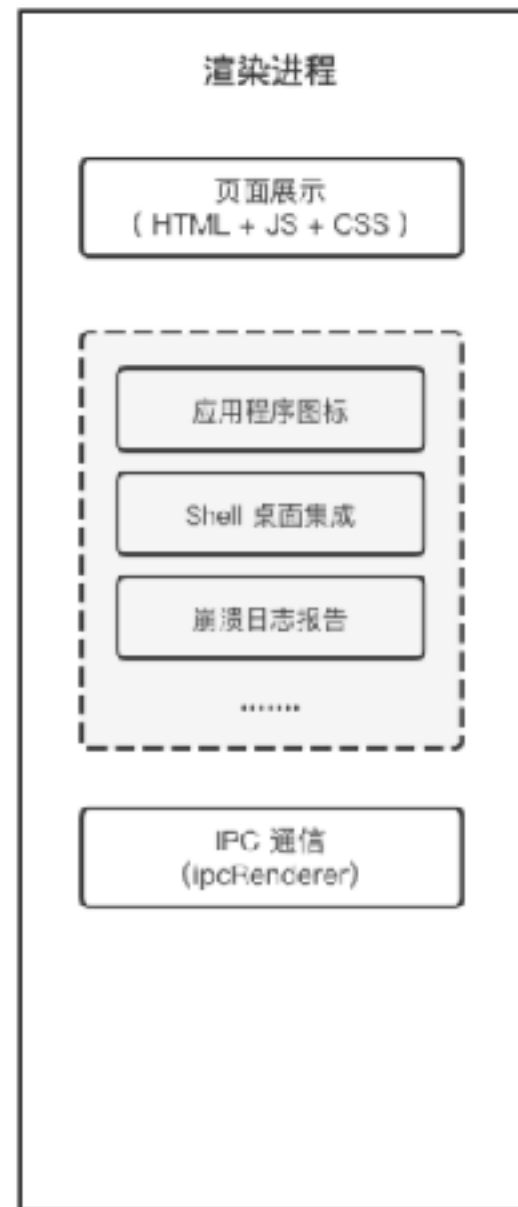 渲染进程
页面展示
( HTML + JS + CSS )
应用程序图标
Shell 桌面集成
崩溃日志报告
.......
IPC 通信
(ipcRenderer)